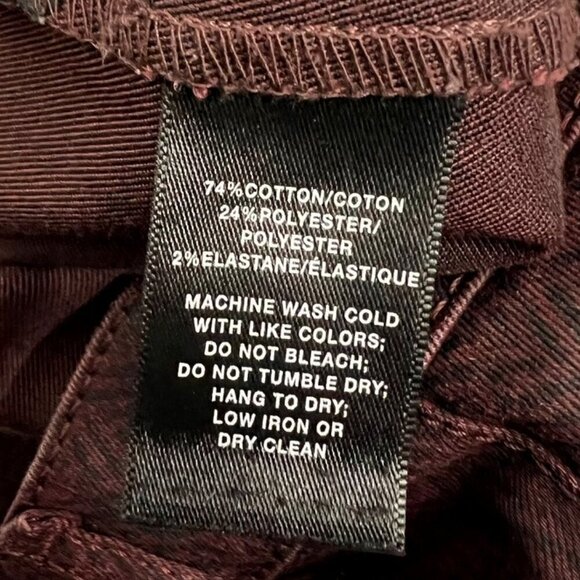 74%COTTON/COTON
24%POLYESTER/
POLYESTER
2%ELASTANE/ÉLASTIQUE
MACHINE WASH COLD
WITH LIKE COLORS;
DO NOT BLEACH;
DO NOT TUMBLE DRY;
HANG TO DRY;
LOW IRON OR
DRY CLEAN